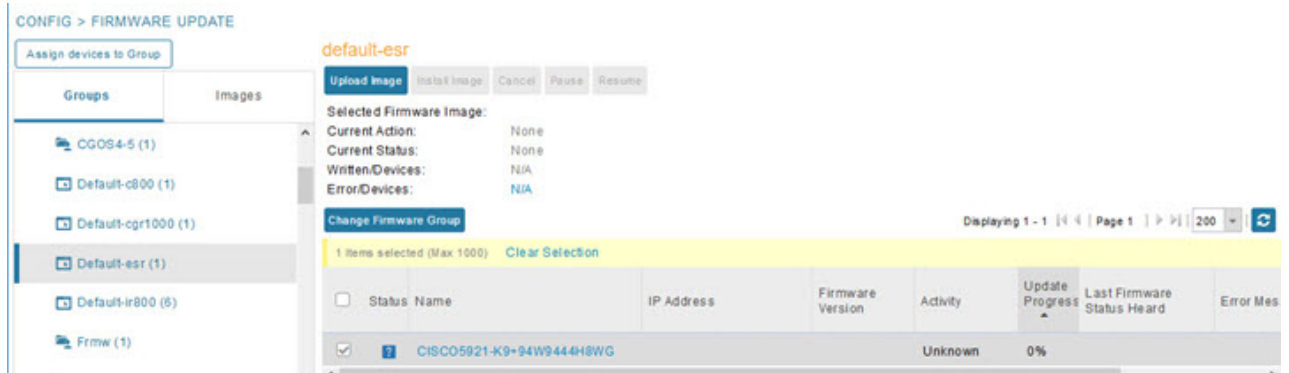 CONFIG > FIRMWARE UPDATE
Assign devices to Group
Groups
Images
CGOS4-5 (1)
Default-c800 (1)
Default-cgr1000 (1)
Default-esr (1)
Default-ir800 (6)
Frmw (1)
default-esr
Upload Image Install Image Cancel Pause Resume
Selected Firmware Image:
Current Action: None
Current Status: None
Written/Devices: N/A
Error/Devices: N/A
Change Firmware Group
Displaying 1 - 1 | Page 1 | 200
1 Items selected (Max 1000) Clear Selection
Status Name IP Address Firmware Version Activity Update Progress Last Firmware Status Heard Error Mes
? CISCO5921-K9+94W9444H8WG Unknown 0%